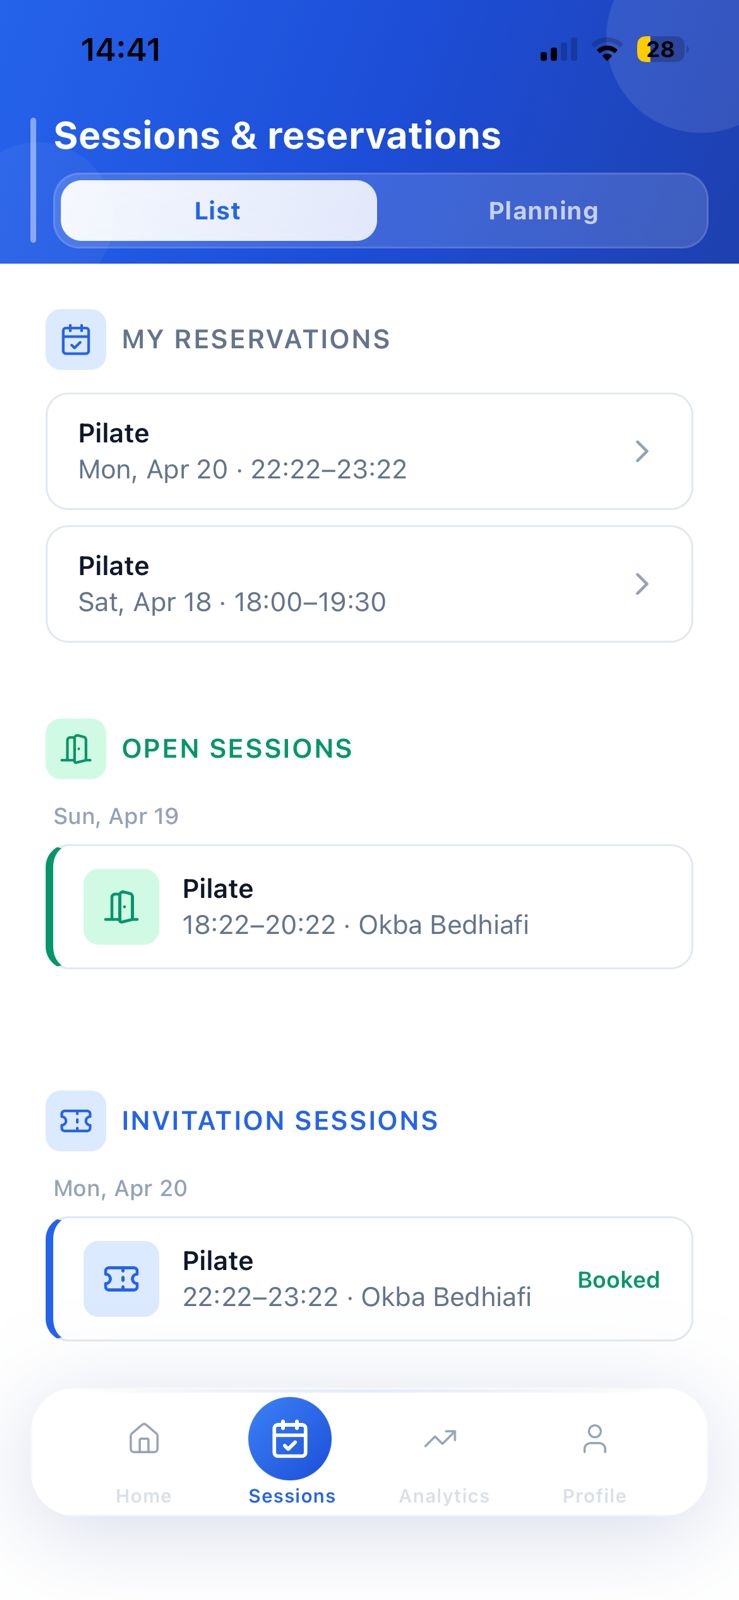 14:41
28
Sessions & reservations
List
Planning
MY RESERVATIONS
Pilate
Mon, Apr 20 · 22:22–23:22
Pilate
Sat, Apr 18 · 18:00–19:30
OPEN SESSIONS
Sun, Apr 19
Pilate
18:22–20:22 · Okba Bedhiafi
INVITATION SESSIONS
Mon, Apr 20
Pilate
22:22–23:22 · Okba Bedhiafi
Booked
Home
Sessions
Analytics
Profile